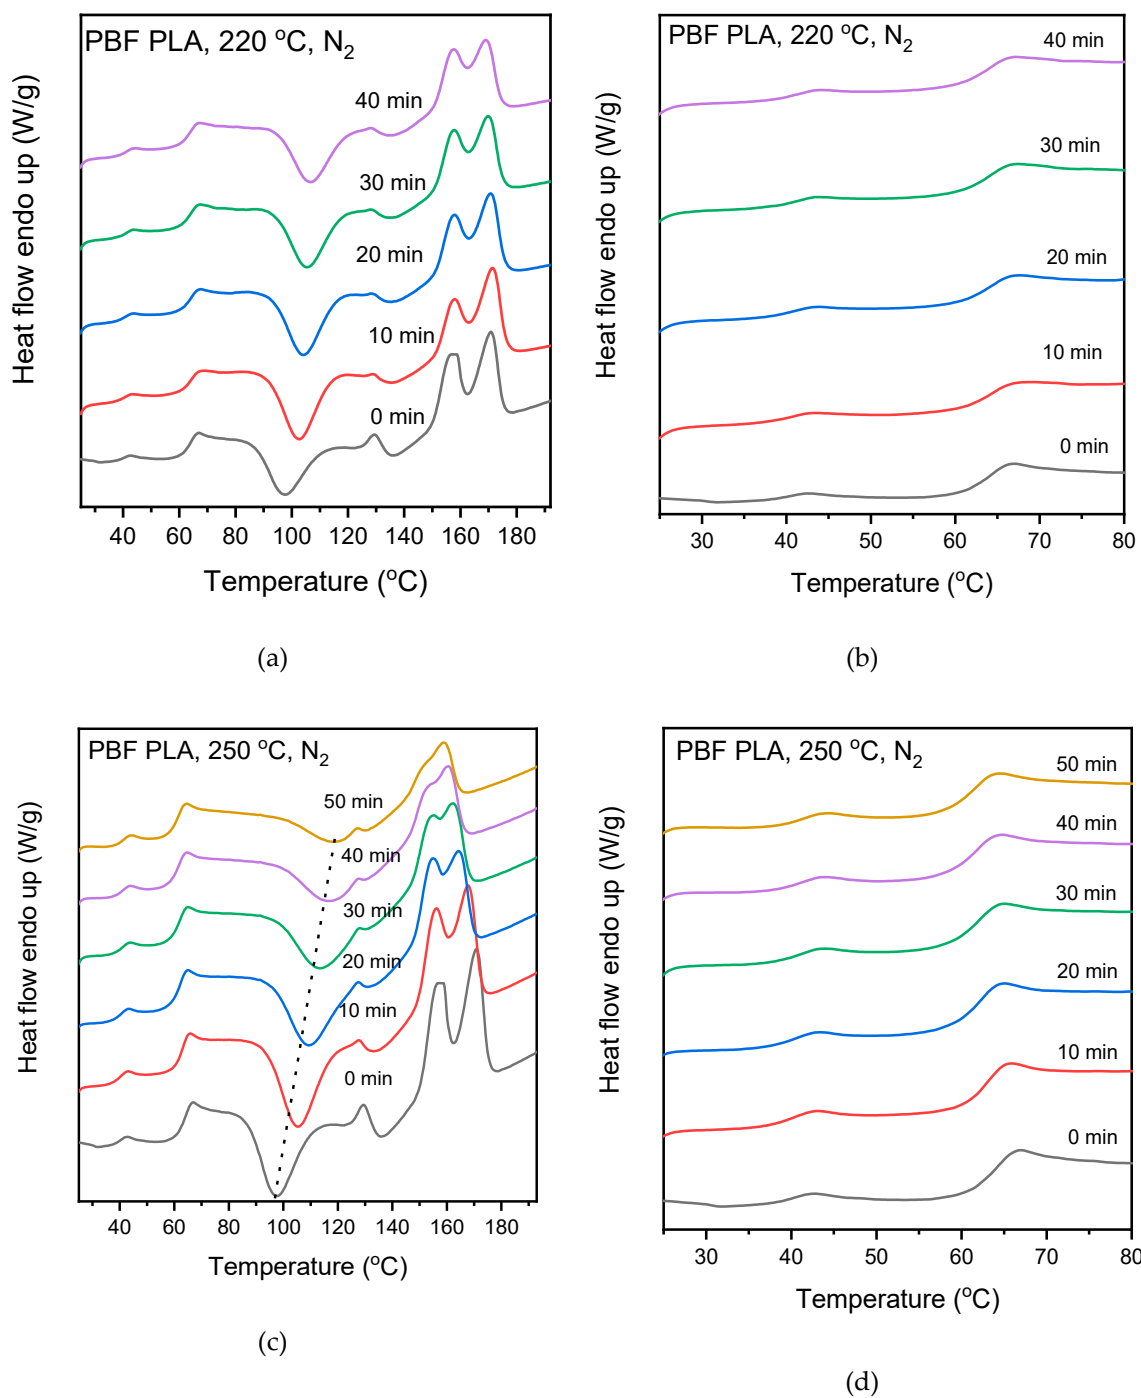 PBF PLA, 220 °C, N₂
40 min
30 min
20 min
10 min
0 min
Heat flow endo up (W/g)
40 60 80 100 120 140 160 180
Temperature (°C)
(a)
PBF PLA, 220 °C, N₂
40 min
30 min
20 min
10 min
0 min
Heat flow endo up (W/g)
30 40 50 60 70 80
Temperature (°C)
(b)
PBF PLA, 250 °C, N₂
50 min
40 min
30 min
20 min
10 min
0 min
Heat flow endo up (W/g)
40 60 80 100 120 140 160 180
Temperature (°C)
(c)
PBF PLA, 250 °C, N₂
50 min
40 min
30 min
20 min
10 min
0 min
Heat flow endo up (W/g)
30 40 50 60 70 80
Temperature (°C)
(d)